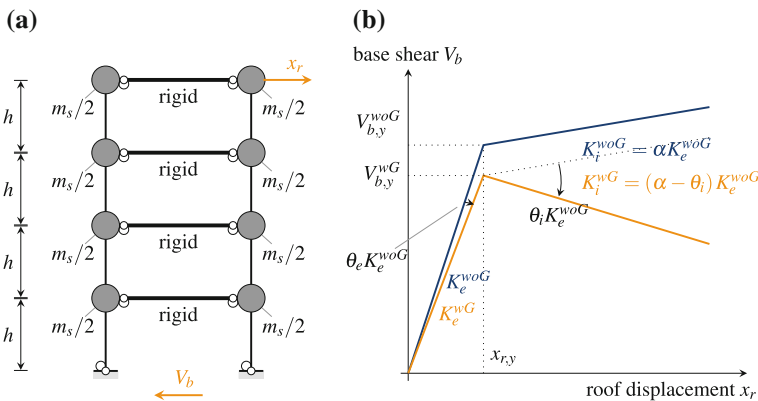 (a)
x_r
rigid
h
m_s/2
m_s/2
rigid
h
m_s/2
m_s/2
rigid
h
m_s/2
m_s/2
rigid
h
m_s/2
m_s/2
V_b
(b)
base shear V_b
V_{b,y}^{woG}
K_i^{woG} = αK_e^{woG}
V_{b,y}^{wG}
K_i^{wG} = (α − θ_i) K_e^{woG}
θ_i K_e^{woG}
θ_e K_e^{woG}
K_e^{woG}
K_e^{wG}
x_{r,y}
roof displacement x_r